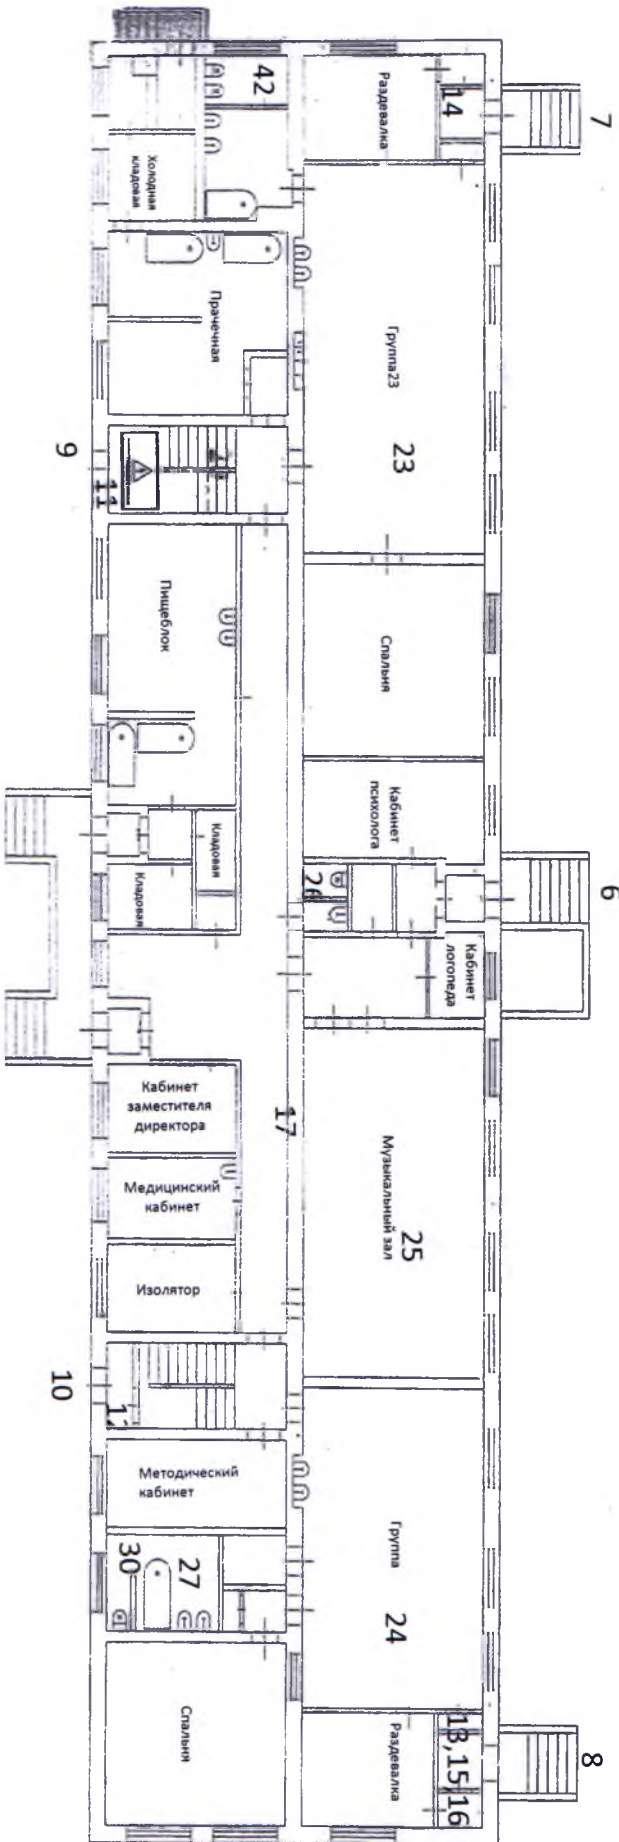 7
14
Раздевалка
42
Холодная
кладовая
Прачечная
Группа23
23
9
11
Пищеблок
Спальня
Кабинет
психолога
6
26
Кладовая
Кладовая
Кабинет
логопеда
Кабинет
заместителя
директора
17
Медицинский
кабинет
Музыкальный зал
25
Изолятор
10
Методический
кабинет
30
27
Группа
24
Спальня
Раздевалка
13,15,16
8